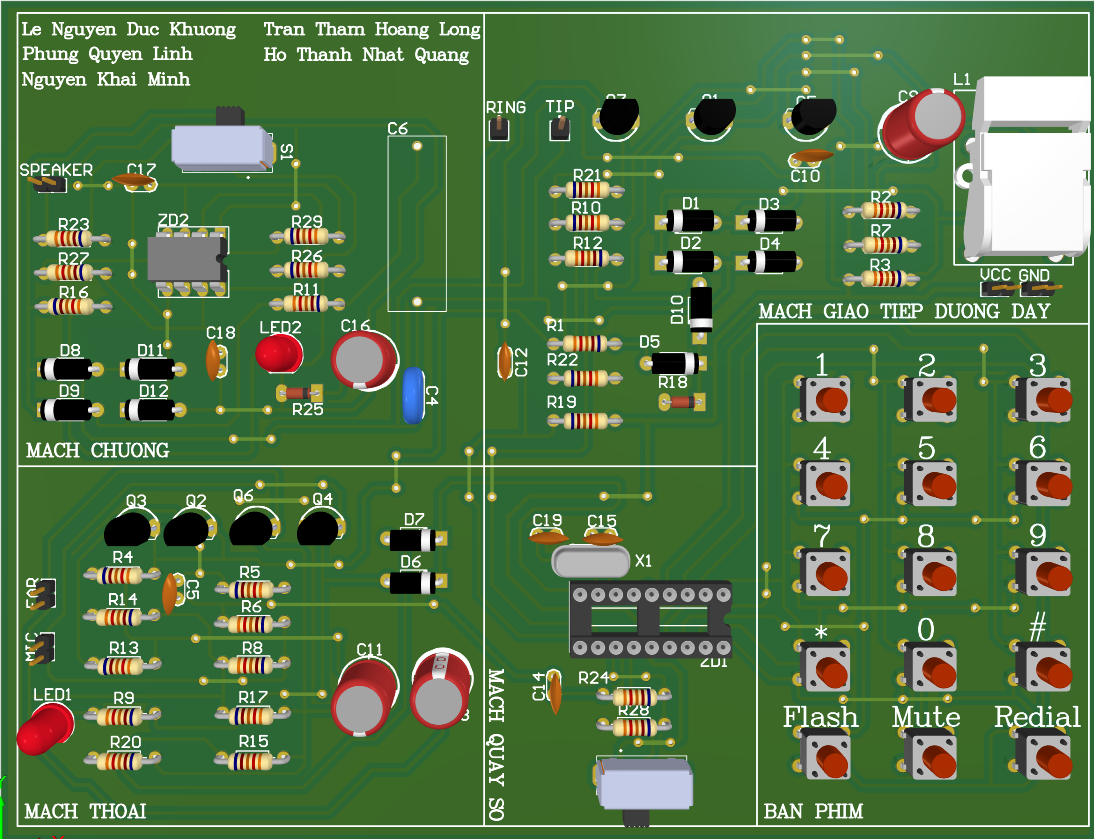 Le Nguyen Duc Khuong
Phung Quyen Linh
Nguyen Khai Minh
Tran Tham Hoang Long
Ho Thanh Nhat Quang
SPEAKER
C17
S1
C6
R23
ZD2
R29
R27
R26
R16
R11
C18
LED2
C16
D8
D11
D9
D12
R25
C4
MACH CHUONG
RING
TIP
L1
C10
R21
R10
R12
D1
D3
D2
D4
D10
R2
R7
R3
VCC
GND
MACH GIAO TIEP DUONG DAY
R1
R22
R19
C12
D5
R18
Q3
Q2
Q6
Q4
D7
D6
R4
R14
R13
R9
R20
C5
R5
R6
R8
R17
R15
C11
MIC
LED1
MACH THOAI
C19
C15
X1
ZD1
C14
R24
R28
MACH QUAY SO
1
2
3
4
5
6
7
8
9
*
0
#
Flash
Mute
Redial
BAN PHIM